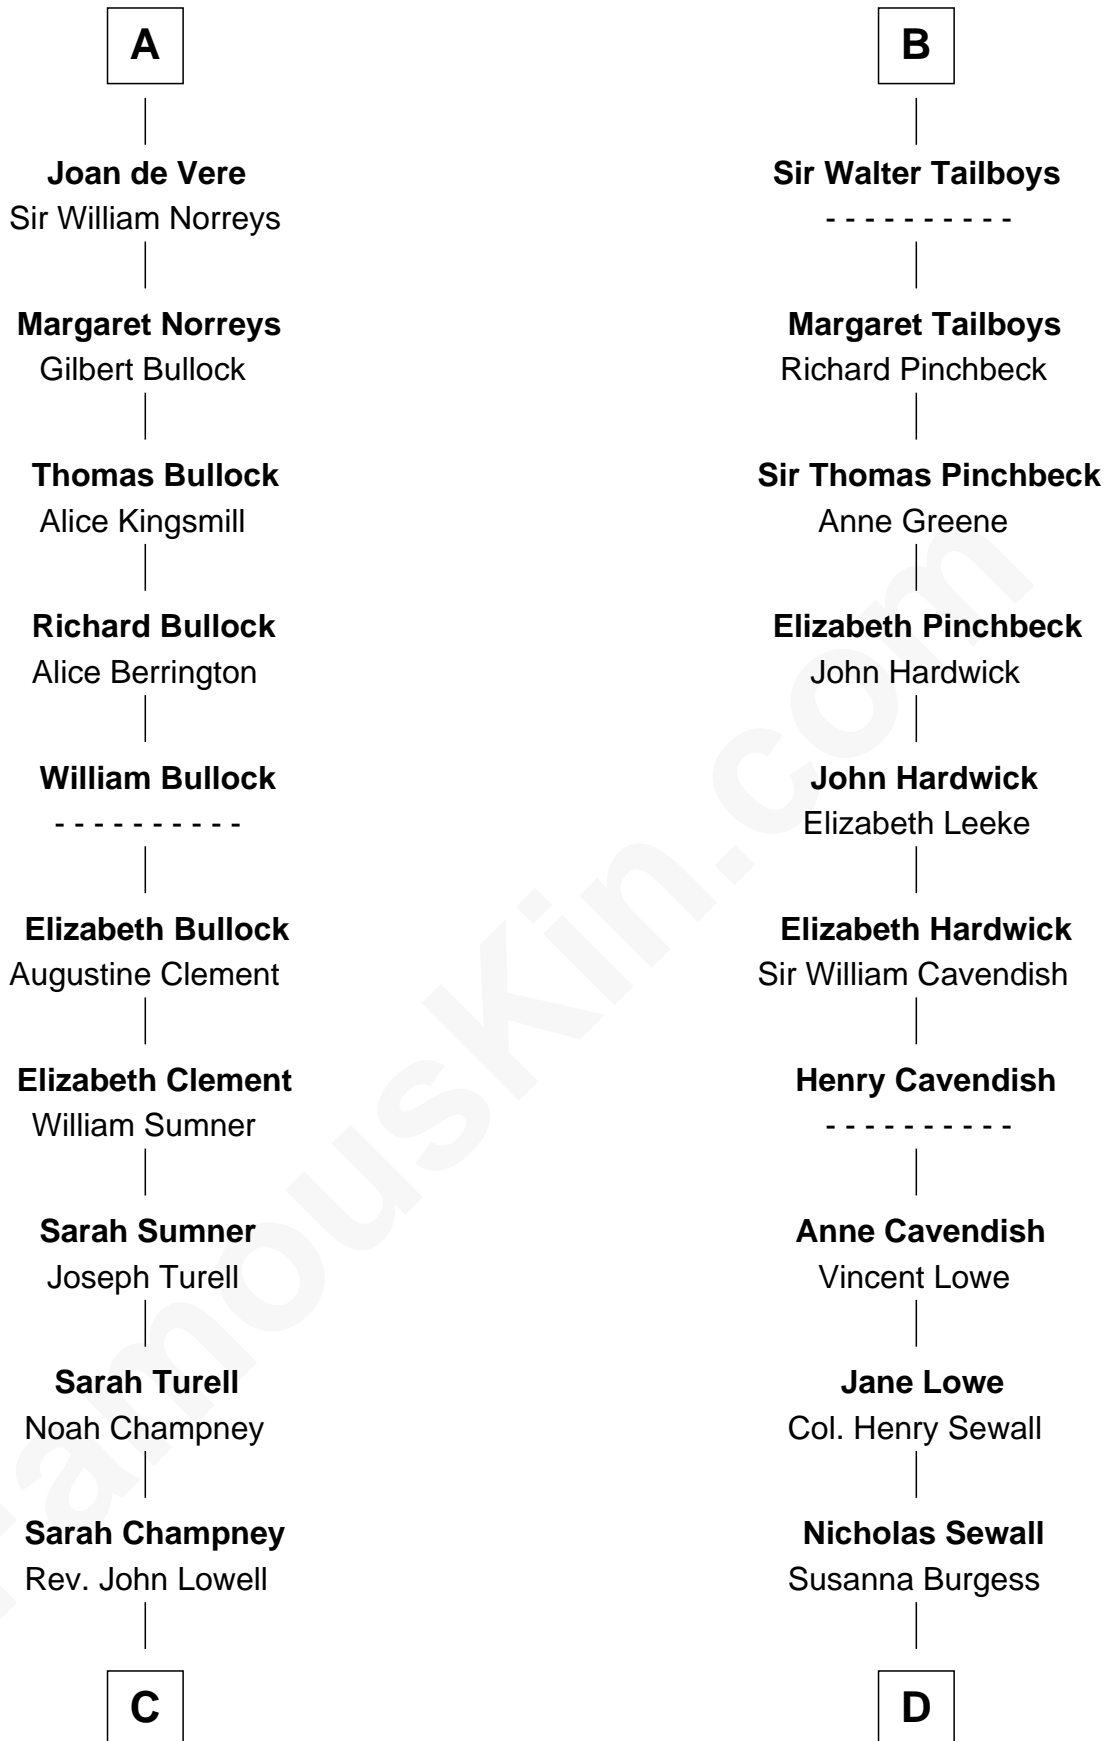 A
Joan de Vere
Sir William Norreys
Margaret Norreys
Gilbert Bullock
Thomas Bullock
Alice Kingsmill
Richard Bullock
Alice Berrington
William Bullock
- - - - - - - - - -
Elizabeth Bullock
Augustine Clement
Elizabeth Clement
William Sumner
Sarah Sumner
Joseph Turell
Sarah Turell
Noah Champney
Sarah Champney
Rev. John Lowell
C
B
Sir Walter Tailboys
- - - - - - - - - -
Margaret Tailboys
Richard Pinchbeck
Sir Thomas Pinchbeck
Anne Greene
Elizabeth Pinchbeck
John Hardwick
John Hardwick
Elizabeth Leeke
Elizabeth Hardwick
Sir William Cavendish
Henry Cavendish
- - - - - - - - - -
Anne Cavendish
Vincent Lowe
Jane Lowe
Col. Henry Sewall
Nicholas Sewall
Susanna Burgess
D
FamousKin.com